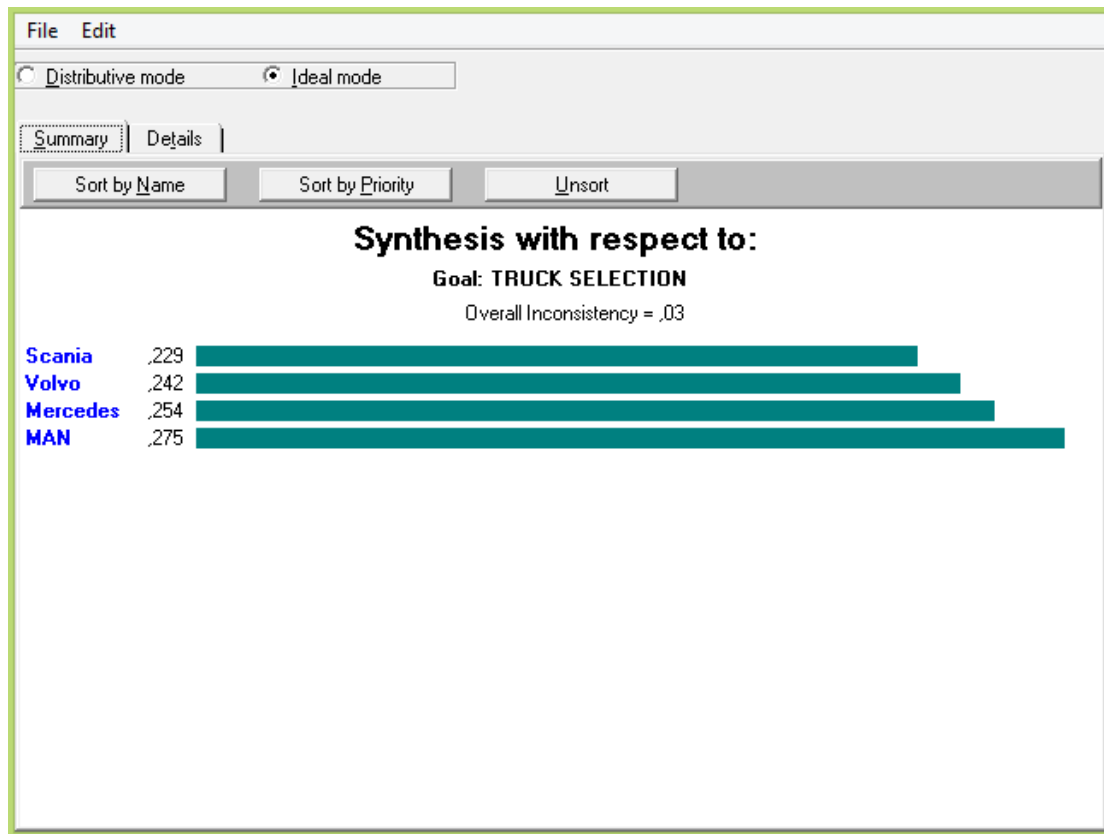 File Edit
Distributive mode Ideal mode
Summary Details
Sort by Name Sort by Priority Unsort
Synthesis with respect to:
Goal: TRUCK SELECTION
Overall Inconsistency = ,03
Scania ,229
Volvo ,242
Mercedes ,254
MAN ,275